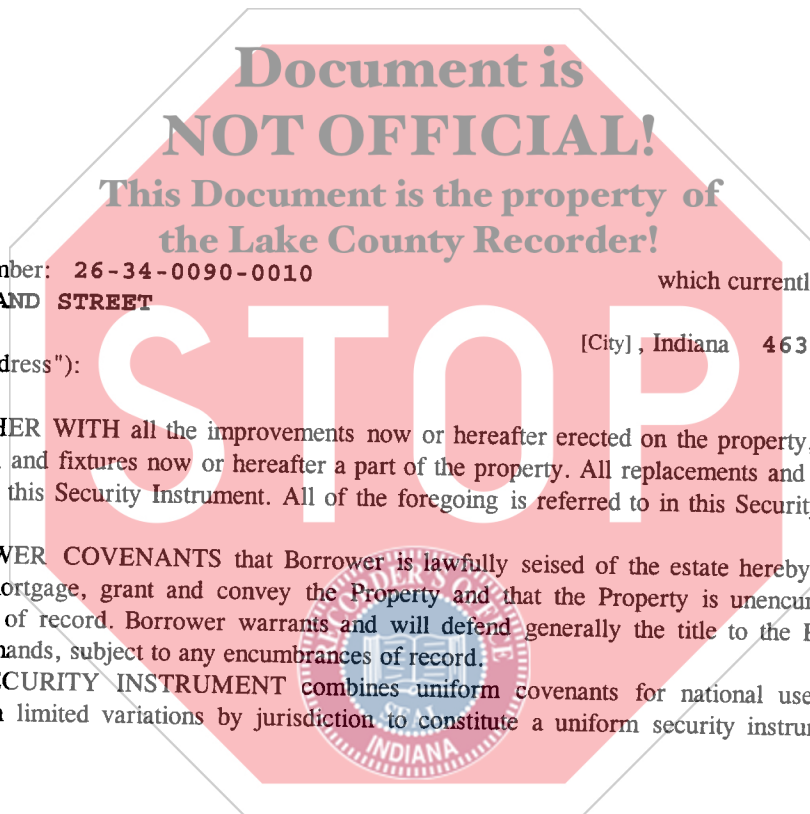 Document is
NOT OFFICIAL!
This Document is the property of
the Lake County Recorder!
nber: 26-34-0090-0010 which currentl
AND STREET
[City] , Indiana 463
dress"):
STOP
HER WITH all the improvements now or hereafter erected on the property,
and fixtures now or hereafter a part of the property. All replacements and
this Security Instrument. All of the foregoing is referred to in this Security
WER COVENANTS that Borrower is lawfully seised of the estate hereby
ortgage, grant and convey the Property and that the Property is unencu
of record. Borrower warrants and will defend generally the title to the
mands, subject to any encumbrances of record.
CURITY INSTRUMENT combines uniform covenants for national use
limited variations by jurisdiction to constitute a uniform security instru
RECORDER'S OFFICE
SEAL
INDIANA